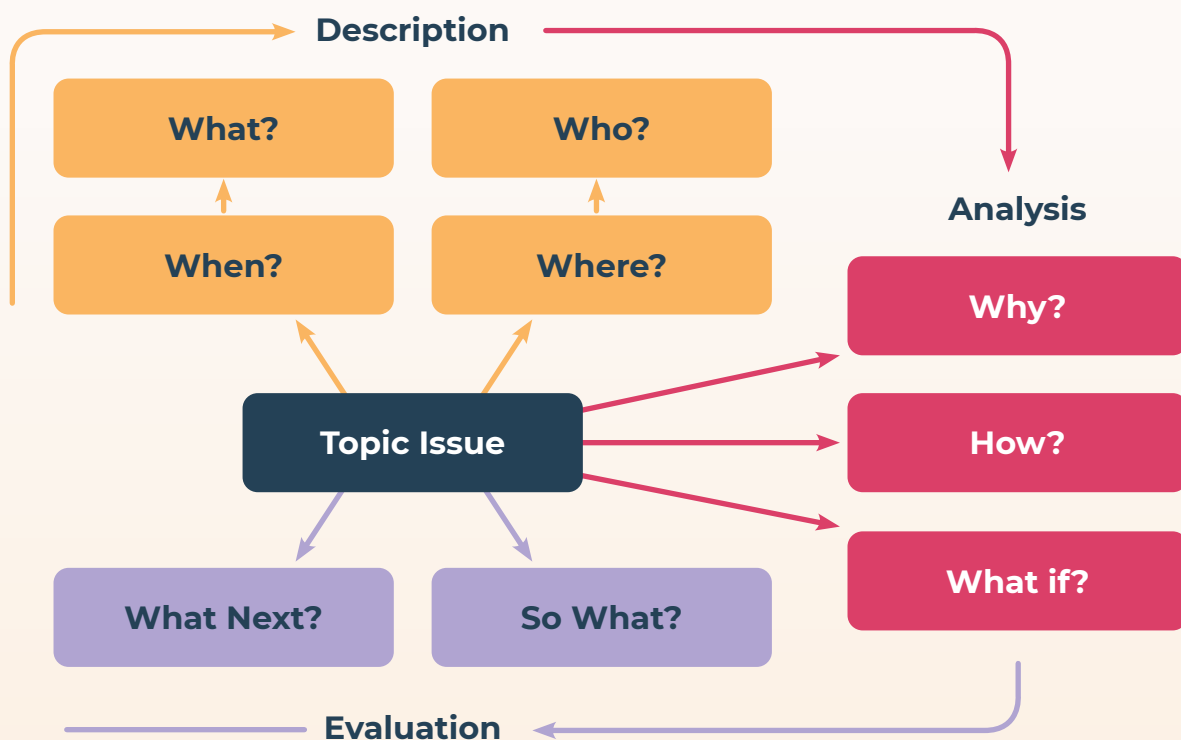 Description
What?
Who?
When?
Where?
Analysis
Why?
Topic Issue
How?
What if?
What Next?
So What?
Evaluation